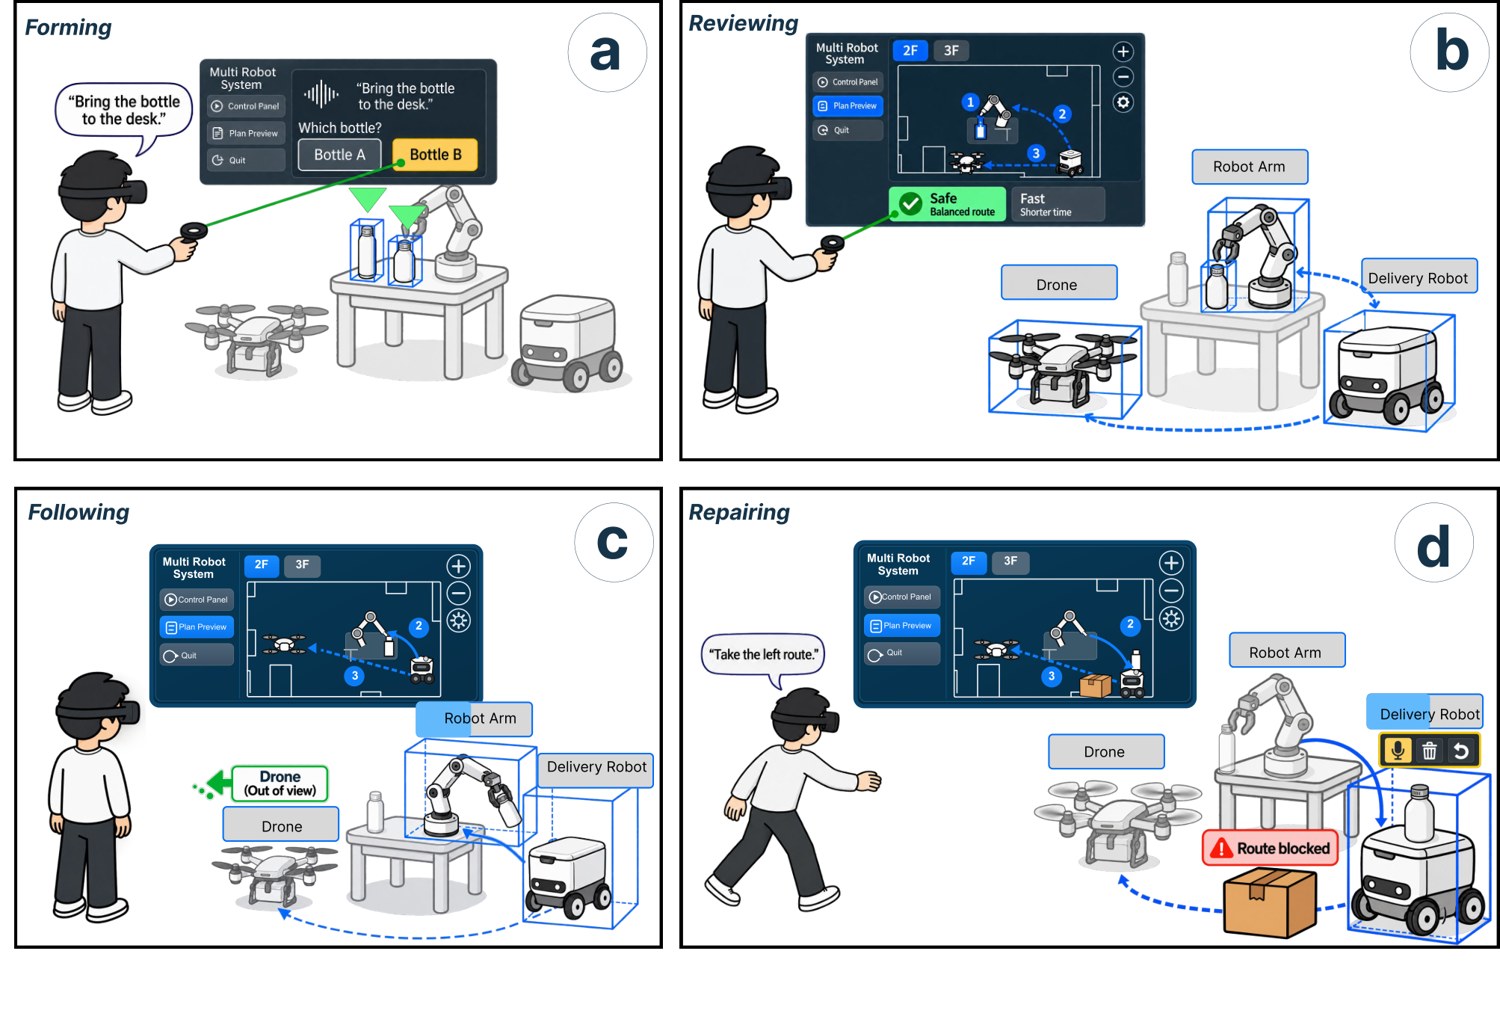 Forming
a
"Bring the bottle
to the desk."
Multi Robot
System
Control Panel
Plan Preview
Quit
"Bring the bottle
to the desk."
Which bottle?
Bottle A
Bottle B
Reviewing
b
Multi Robot
System
Control Panel
Plan Preview
Quit
2F
3F
1
2
3
Safe
Balanced route
Fast
Shorter time
Robot Arm
Drone
Delivery Robot
Following
c
Multi Robot
System
Control Panel
Plan Preview
Quit
2F
3F
2
3
Robot Arm
Delivery Robot
Drone
(Out of view)
Drone
Repairing
d
"Take the left route."
Multi Robot
System
Control Panel
Plan Preview
Quit
2F
3F
2
3
Robot Arm
Delivery Robot
Drone
Route blocked